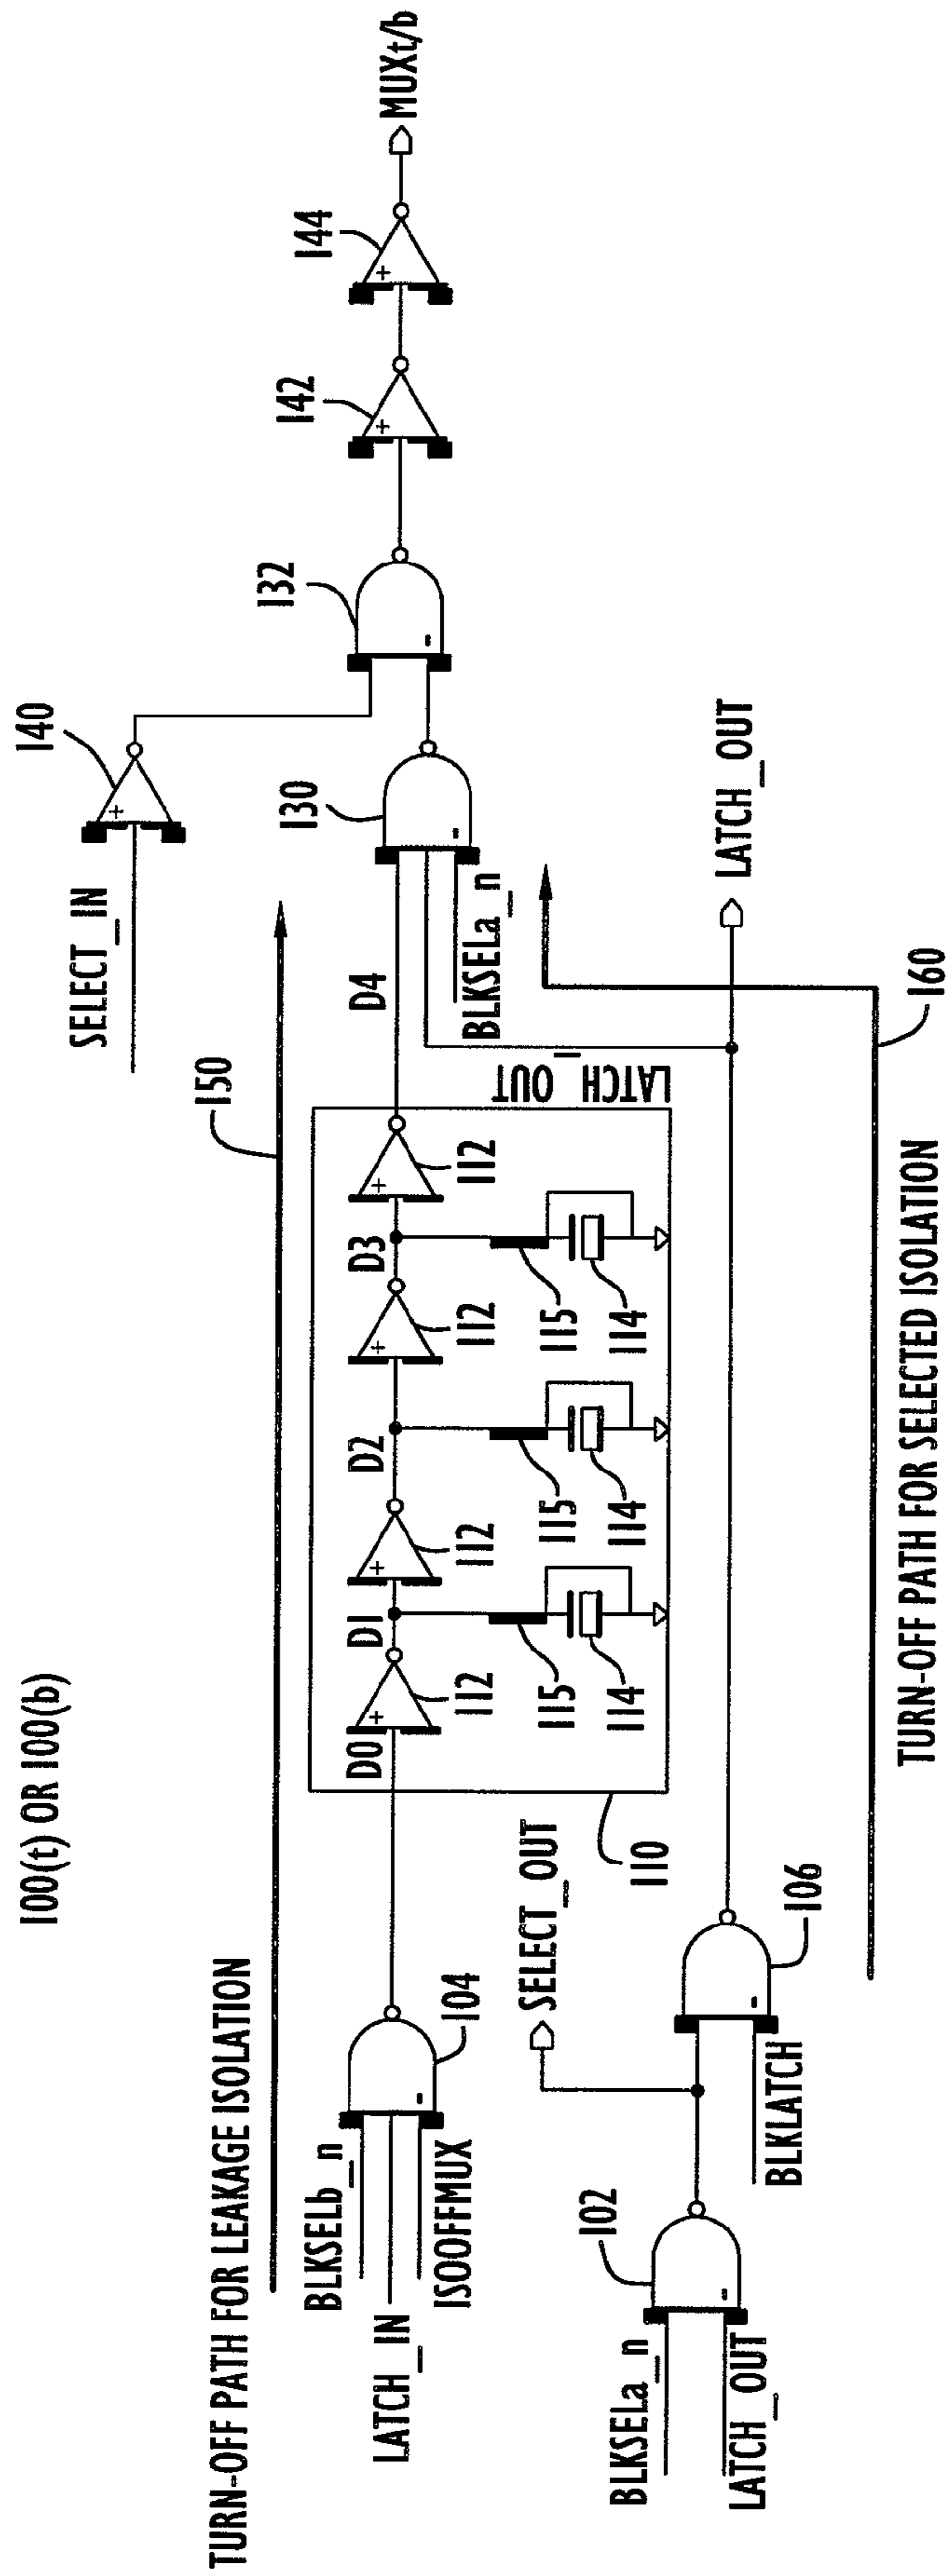 100(t) OR 100(b)
TURN-OFF PATH FOR LEAKAGE ISOLATION
150
SELECT_IN
140
BLKSELb_n
LATCH_IN
ISOOFFMUX
104
D0
112
D1
112
D2
112
D3
112
D4
115
114
115
114
115
114
110
LATCH_OUT
BLKSELa_n
130
132
142
144
MUXt/b
SELECT_OUT
BLKSELa_n
LATCH_OUT
102
BLKLATCH
106
LATCH_OUT
160
TURN-OFF PATH FOR SELECTED ISOLATION